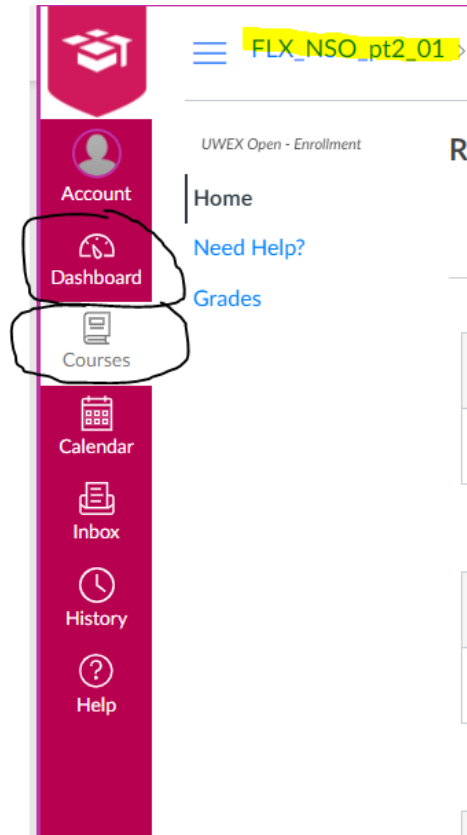 FLX_NSO_pt2_01 >
UWEX Open - Enrollment
R
Home
Need Help?
Grades
Account
Dashboard
Courses
Calendar
Inbox
History
Help